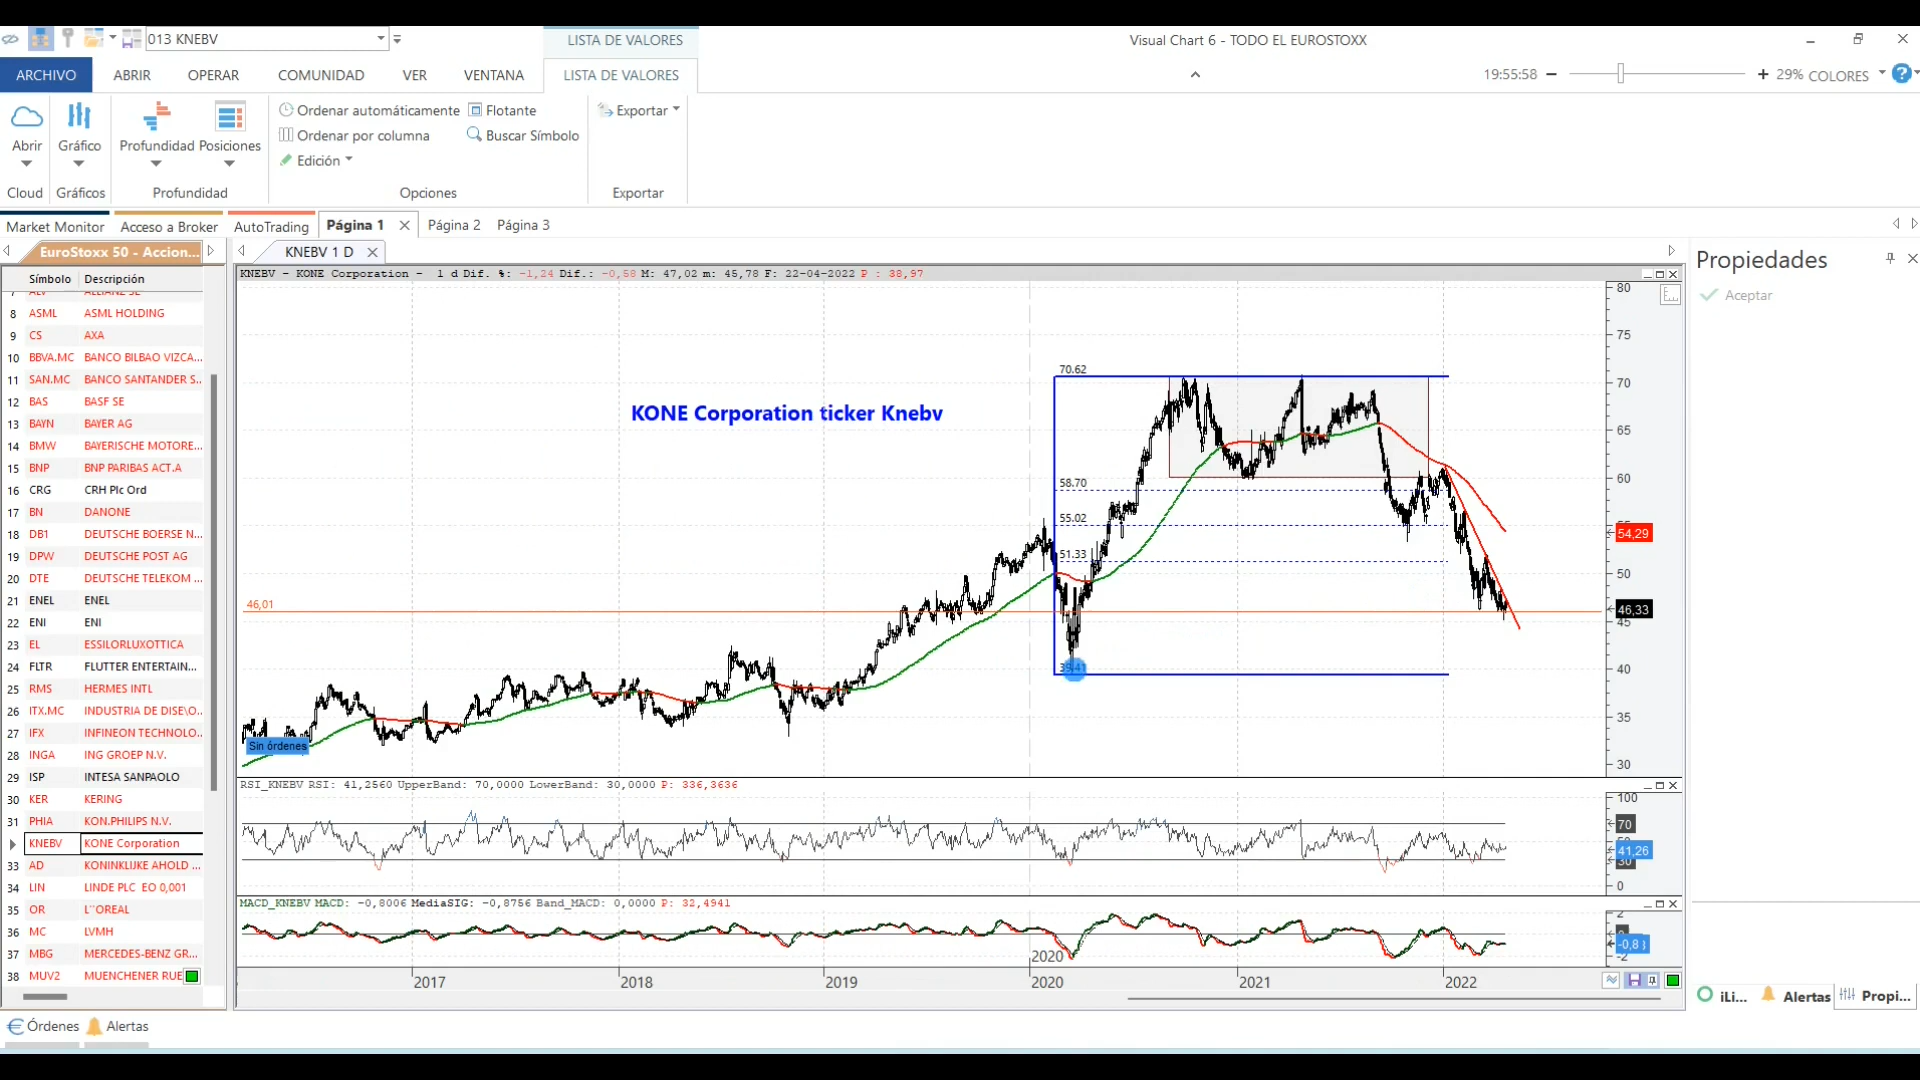 013 KNEBV
LISTA DE VALORES
Visual Chart 6 - TODO EL EUROSTOXX
ARCHIVO ABRIR OPERAR COMUNIDAD VER VENTANA LISTA DE VALORES
19:55:58 29% COLORES
Abrir Gráfico Profundidad Posiciones
Ordenar automáticamente Flotante Exportar
Ordenar por columna Buscar Símbolo
Edición
Cloud Gráficos Profundidad Opciones Exportar
Market Monitor Acceso a Broker AutoTrading Página 1 Página 2 Página 3
EuroStoxx 50 - Accion...
KNEBV 1 D
Propiedades
Aceptar
KNEBV - KONE Corporation - 1 d Dif. %: -1,24 Dif.: -0,58 M: 47,02 m: 45,78 F: 22-04-2022 P : 38,97
Símbolo Descripción
8 ASML ASML HOLDING
9 CS AXA
10 BBVA.MC BANCO BILBAO VIZCA...
11 SAN.MC BANCO SANTANDER S..
12 BAS BASF SE
13 BAYN BAYER AG
14 BMW BAYERISCHE MOTORE...
15 BNP BNP PARIBAS ACT.A
16 CRG CRH Plc Ord
17 BN DANONE
18 DB1 DEUTSCHE BOERSE N...
19 DPW DEUTSCHE POST AG
20 DTE DEUTSCHE TELEKOM ...
21 ENEL ENEL
22 ENI ENI
23 EL ESSILORLUXOTTICA
24 FLTR FLUTTER ENTERTAIN...
25 RMS HERMES INTL
26 ITX.MC INDUSTRIA DE DISE\O..
27 IFX INFINEON TECHNOLO..
28 INGA ING GROEP N.V.
29 ISP INTESA SANPAOLO
30 KER KERING
31 PHIA KON.PHILIPS N.V.
KNEBV KONE Corporation
33 AD KONINKLIJKE AHOLD ...
34 LIN LINDE PLC EO 0,001
35 OR L¨OREAL
36 MC LVMH
37 MBG MERCEDES-BENZ GR...
38 MUV2 MUENCHENER RUE
KONE Corporation ticker Knebv
70.62
58.70
55.02
51.33
39.41
46,01
Sin órdenes
80
75
70
65
60
54,29
50
46,33
45
40
35
30
RSI_KNEBV RSI: 41,2560 UpperBand: 70,0000 LowerBand: 30,0000 P: 336,3636
100
70
41,26
30
0
MACD_KNEBV MACD: -0,8006 MediaSIG: -0,8756 Band_MACD: 0,0000 P: 32,4941
2
-2
2020
2017 2018 2019 2020 2021 2022
iLi... Alertas Propi...
Órdenes Alertas